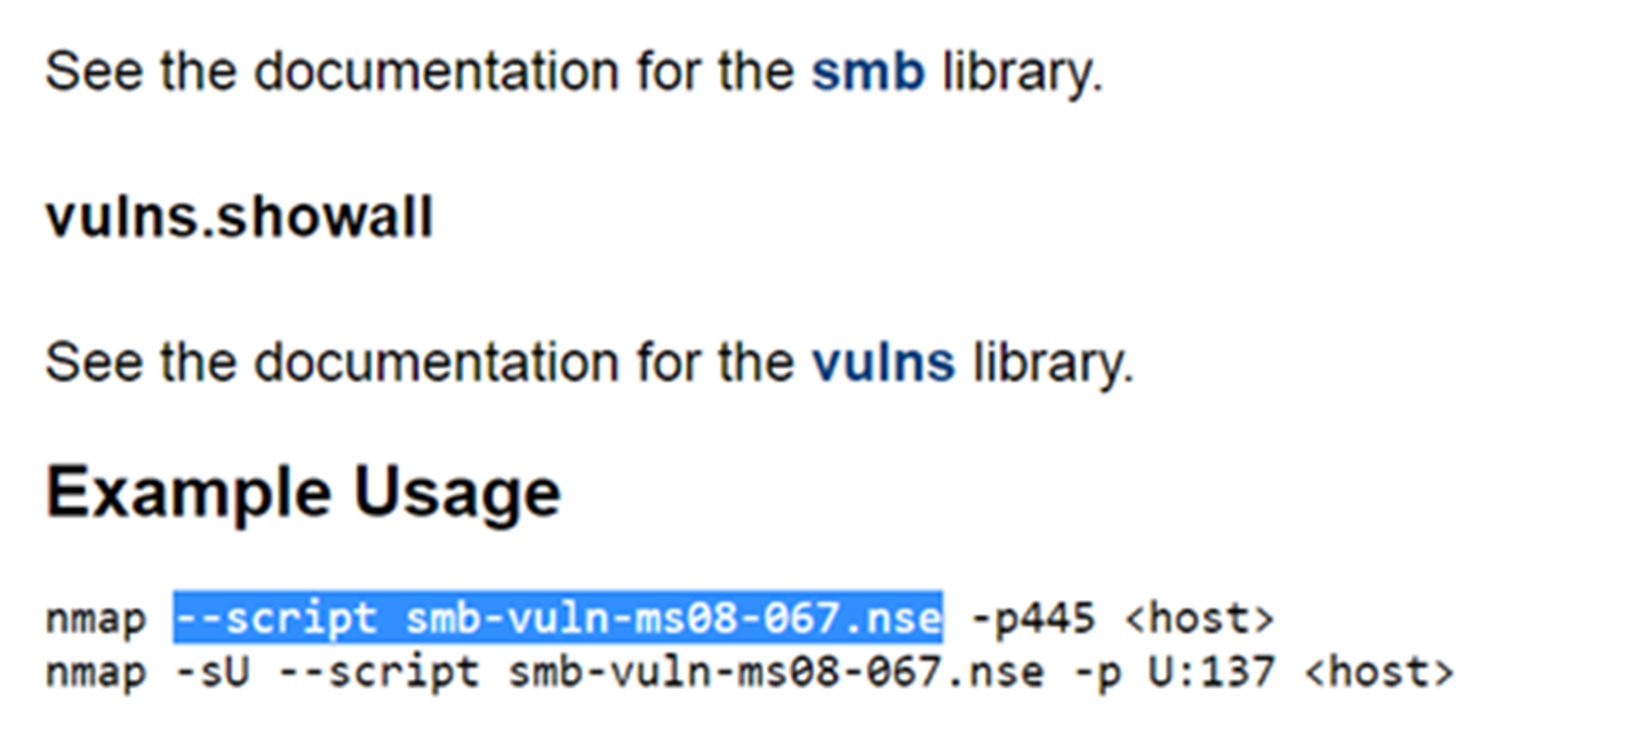 See the documentation for the smb library.
vulns.showall
See the documentation for the vulns library.
Example Usage
nmap --script smb-vuln-ms08-067.nse -p445 <host>
nmap -sU --script smb-vuln-ms08-067.nse -p U:137 <host>